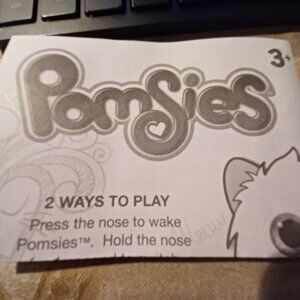 Pomsies
3+
2 WAYS TO PLAY
Press the nose to wake
Pomsies™. Hold the nose